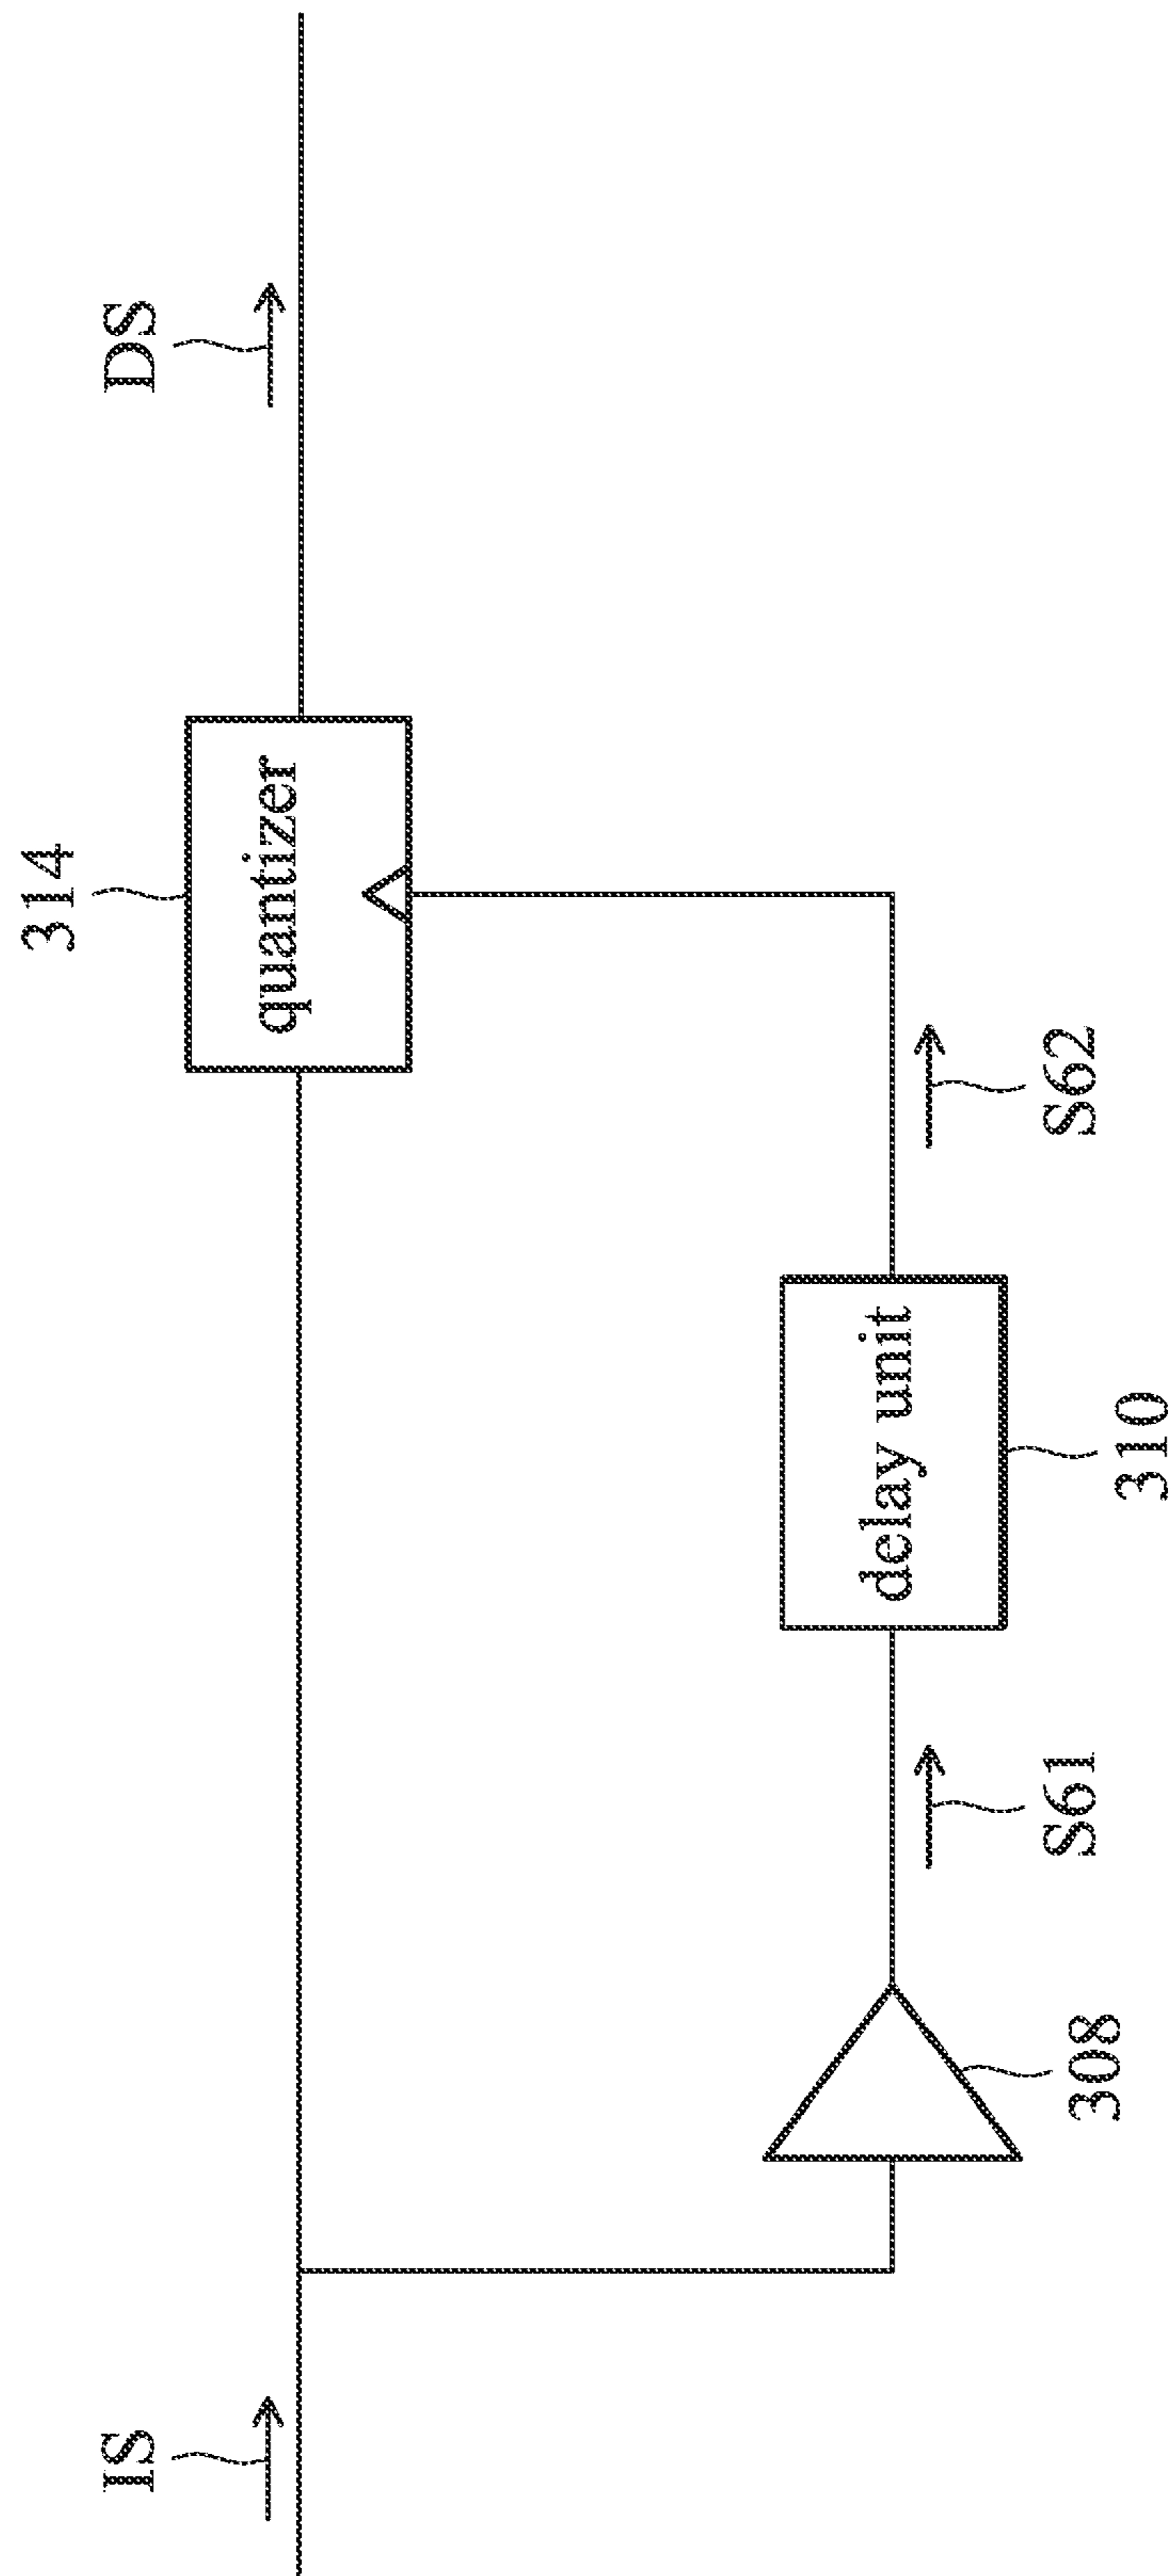 314
quantizer
IS
DS
delay unit
S61
S62
308
310